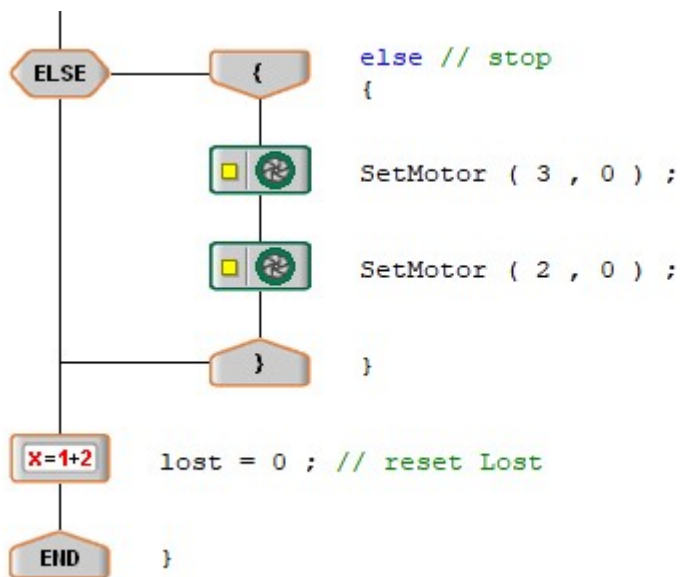 ELSE { else // stop
{
SetMotor ( 3 , 0 ) ;
SetMotor ( 2 , 0 ) ;
} }
x=1+2 lost = 0 ; // reset Lost
END }